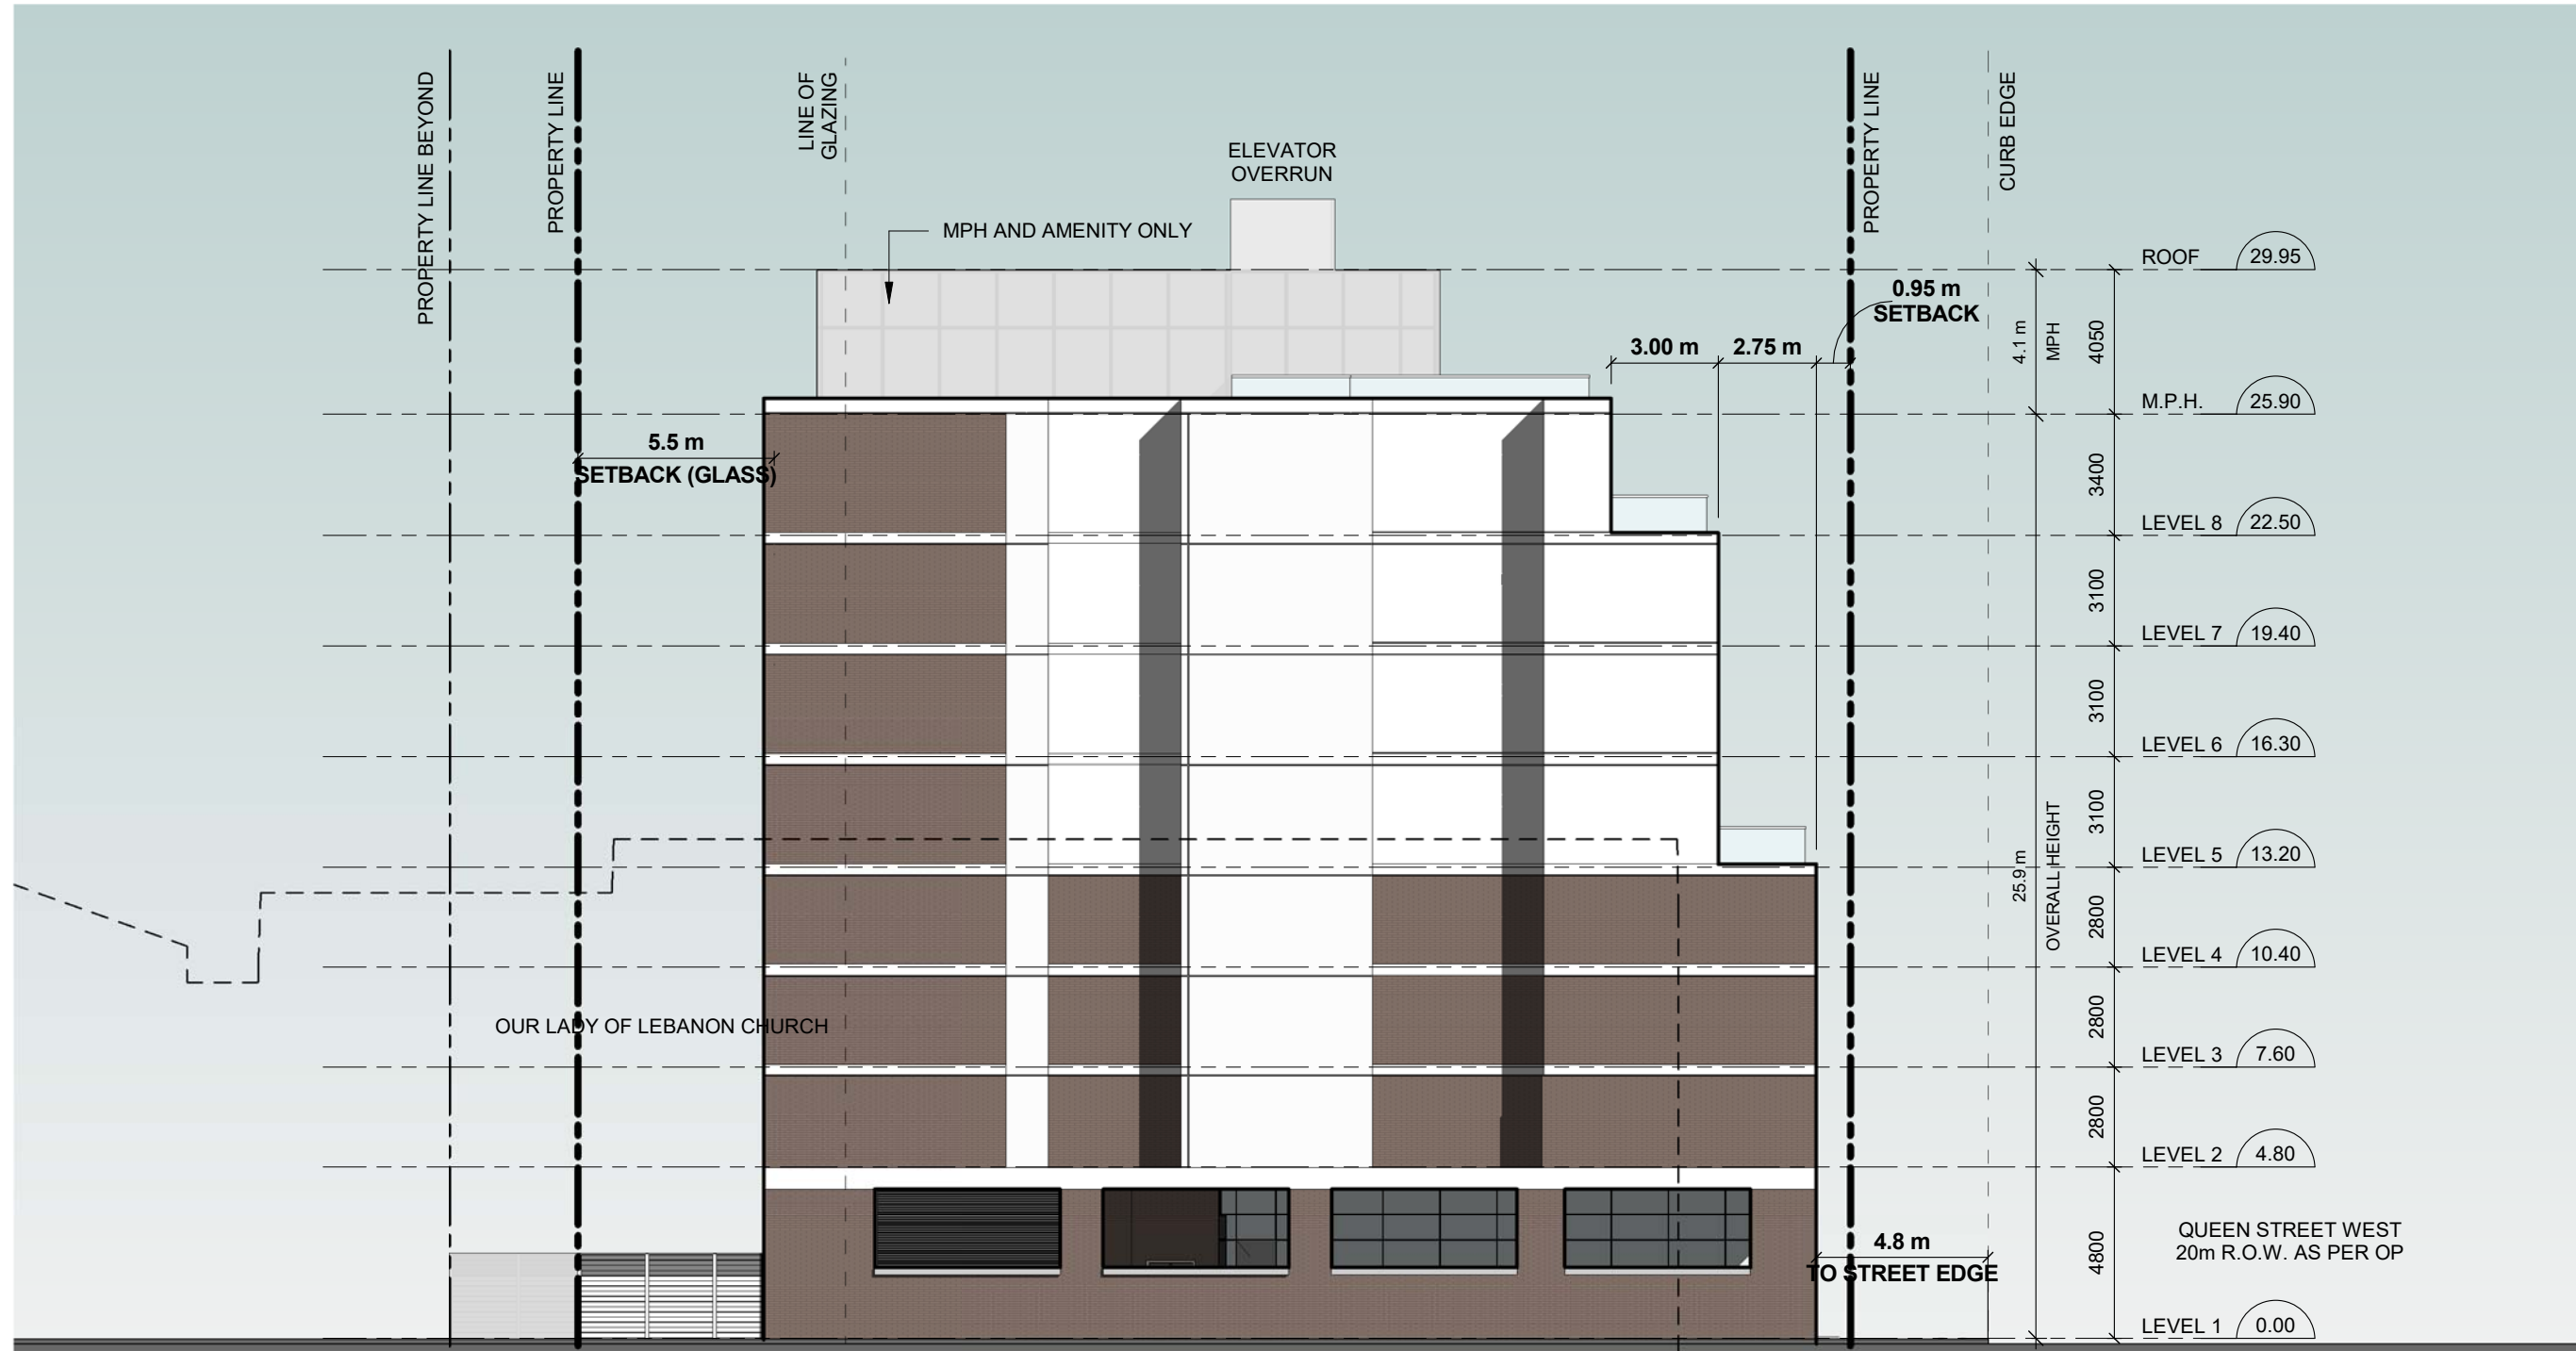 PROPERTY LINE BEYOND
PROPERTY LINE
LINE OF
GLAZING
ELEVATOR
OVERRUN
MPH AND AMENITY ONLY
PROPERTY LINE
CURB EDGE
ROOF 29.95
0.95 m
SETBACK
3.00 m
2.75 m
4.1 m
MPH
4050
M.P.H. 25.90
5.5 m
SETBACK (GLASS)
3400
LEVEL 8 22.50
3100
LEVEL 7 19.40
3100
LEVEL 6 16.30
3100
LEVEL 5 13.20
25.9 m
OVERALL HEIGHT
2800
LEVEL 4 10.40
OUR LADY OF LEBANON CHURCH
2800
LEVEL 3 7.60
2800
LEVEL 2 4.80
4.8 m
TO STREET EDGE
4800
QUEEN STREET WEST
20m R.O.W. AS PER OP
LEVEL 1 0.00